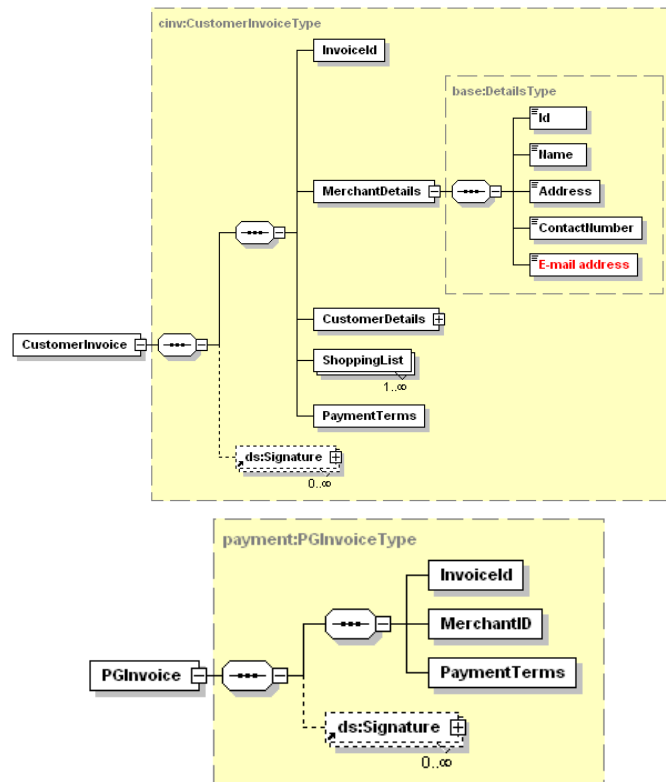 cinv:CustomerInvoiceType
InvoiceId
base:DetailsType
Id
Name
MerchantDetails
Address
ContactNumber
E-mail address
CustomerDetails
CustomerInvoice
ShoppingList
1..∞
PaymentTerms
ds:Signature
0..∞
payment:PGInvoiceType
InvoiceId
MerchantID
PGInvoice
PaymentTerms
ds:Signature
0..∞